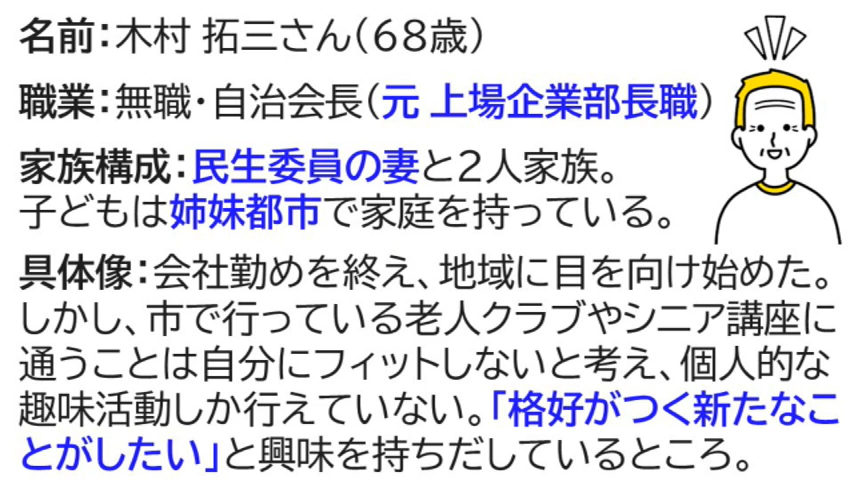 名前：木村 拓三さん（６８歳）
職業：無職・自治会長（元 上場企業部長職）
家族構成：民生委員の妻と２人家族。
子どもは姉妹都市で家庭を持っている。
具体像：会社勤めを終え、地域に目を向け始めた。
しかし、市で行っている老人クラブやシニア講座に
通うことは自分にフィットしないと考え、個人的な
趣味活動しか行えていない。「格好がつく新たなこ
とがしたい」と興味を持ちだしているところ。